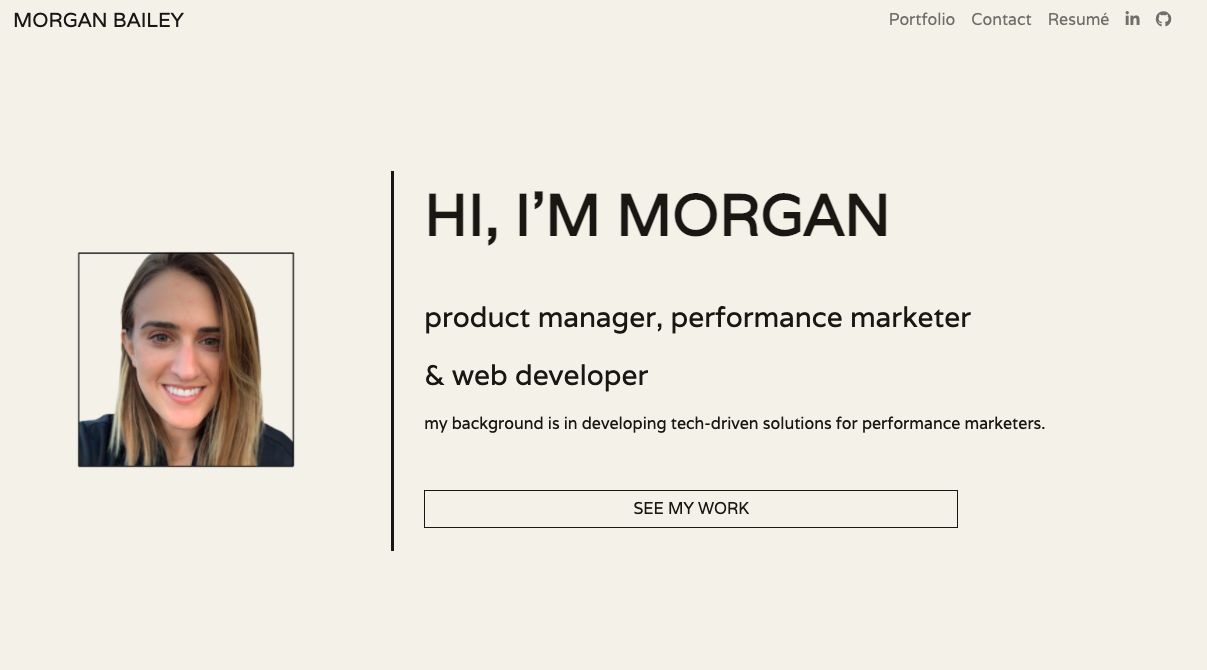 MORGAN BAILEY
Portfolio Contact Resumé in
HI, I'M MORGAN
product manager, performance marketer
& web developer
my background is in developing tech-driven solutions for performance marketers.
SEE MY WORK